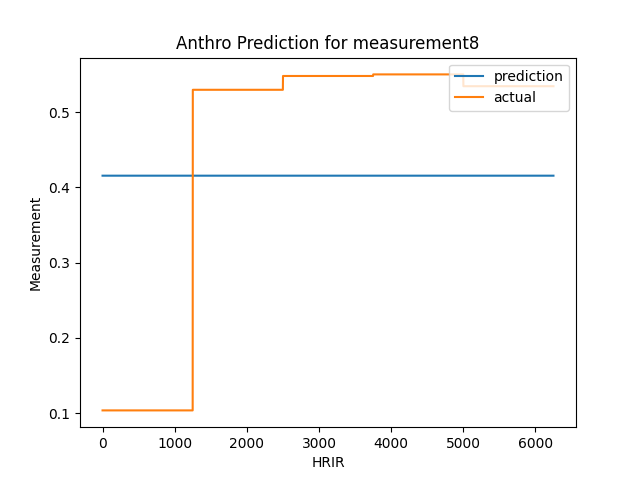 Anthro Prediction for measurement8
prediction
actual
0.5
0.4
0.3
0.2
0.1
Measurement
0 1000 2000 3000 4000 5000 6000
HRIR